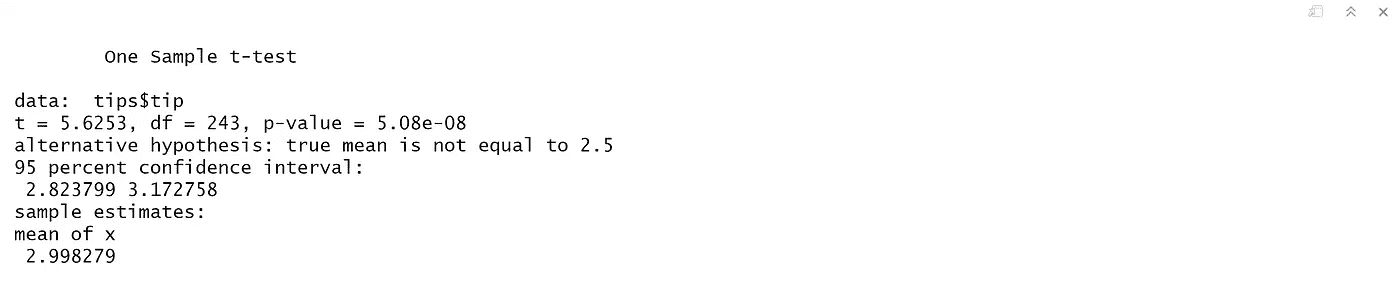 One Sample t-test
data:  tips$tip
t = 5.6253, df = 243, p-value = 5.08e-08
alternative hypothesis: true mean is not equal to 2.5
95 percent confidence interval:
 2.823799 3.172758
sample estimates:
mean of x
 2.998279